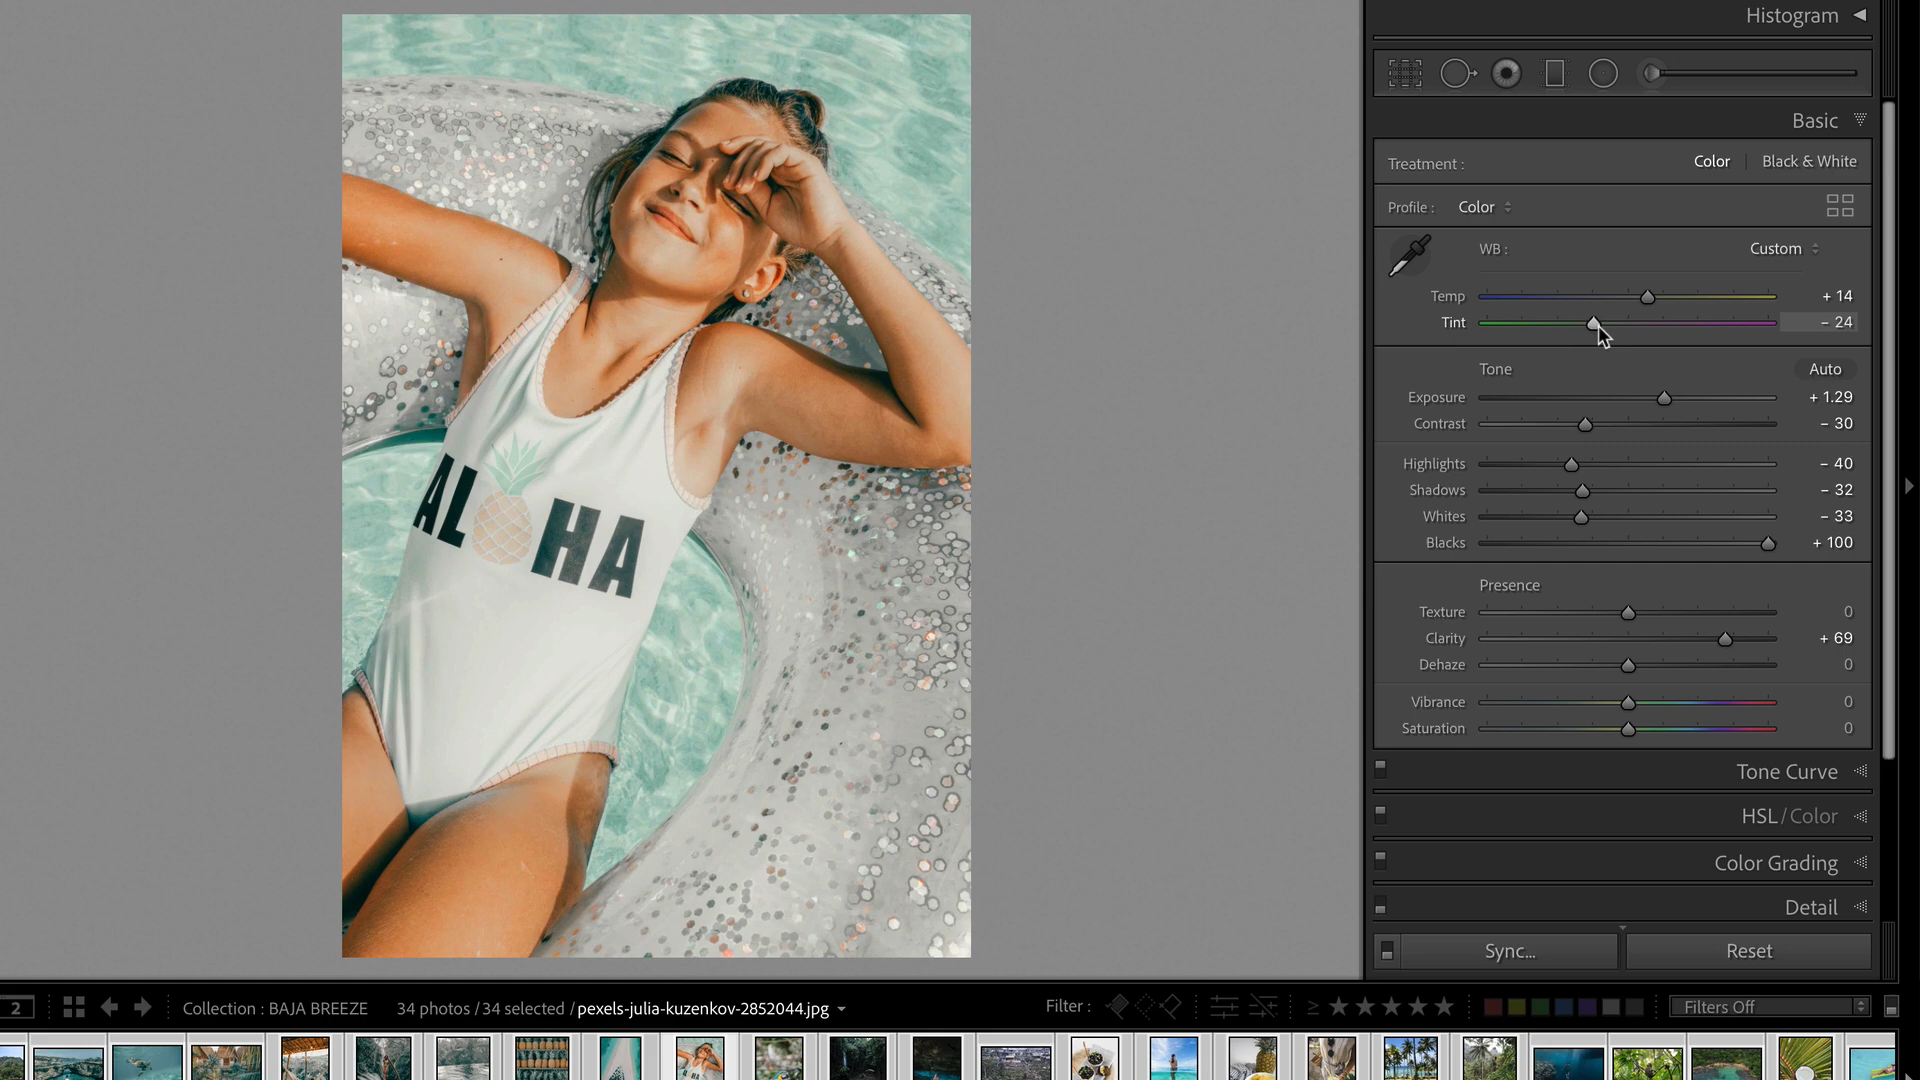 Histogram
Basic
Treatment : Color | Black & White
Profile : Color
WB : Custom
Temp + 14
Tint – 24
Tone Auto
Exposure + 1.29
Contrast – 30
Highlights – 40
Shadows – 32
Whites – 33
Blacks + 100
Presence
Texture 0
Clarity + 69
Dehaze 0
Vibrance 0
Saturation 0
Tone Curve
HSL / Color
Color Grading
Detail
Sync... Reset
ALOHA
2 Collection : BAJA BREEZE 34 photos / 34 selected / pexels-julia-kuzenkov-2852044.jpg Filter : ≥ Filters Off